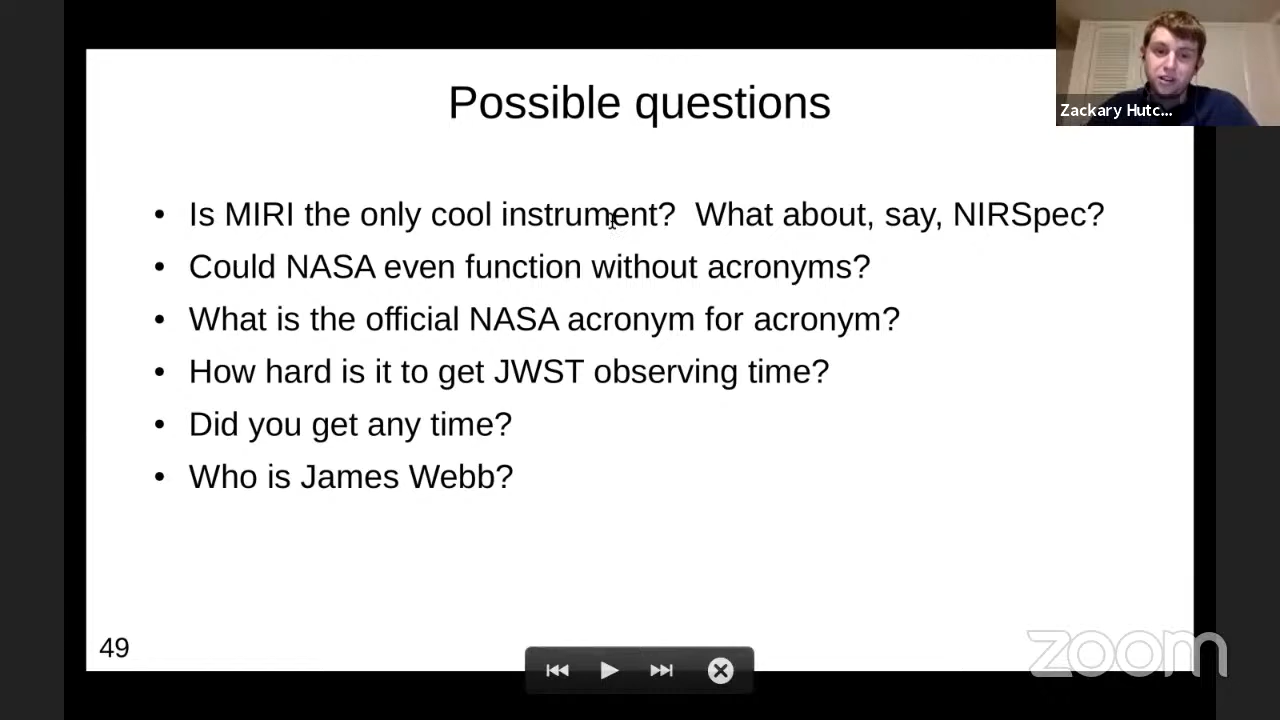 Possible questions
Zackary Hutc...
• Is MIRI the only cool instrument?  What about, say, NIRSpec?
• Could NASA even function without acronyms?
• What is the official NASA acronym for acronym?
• How hard is it to get JWST observing time?
• Did you get any time?
• Who is James Webb?
49
zoom